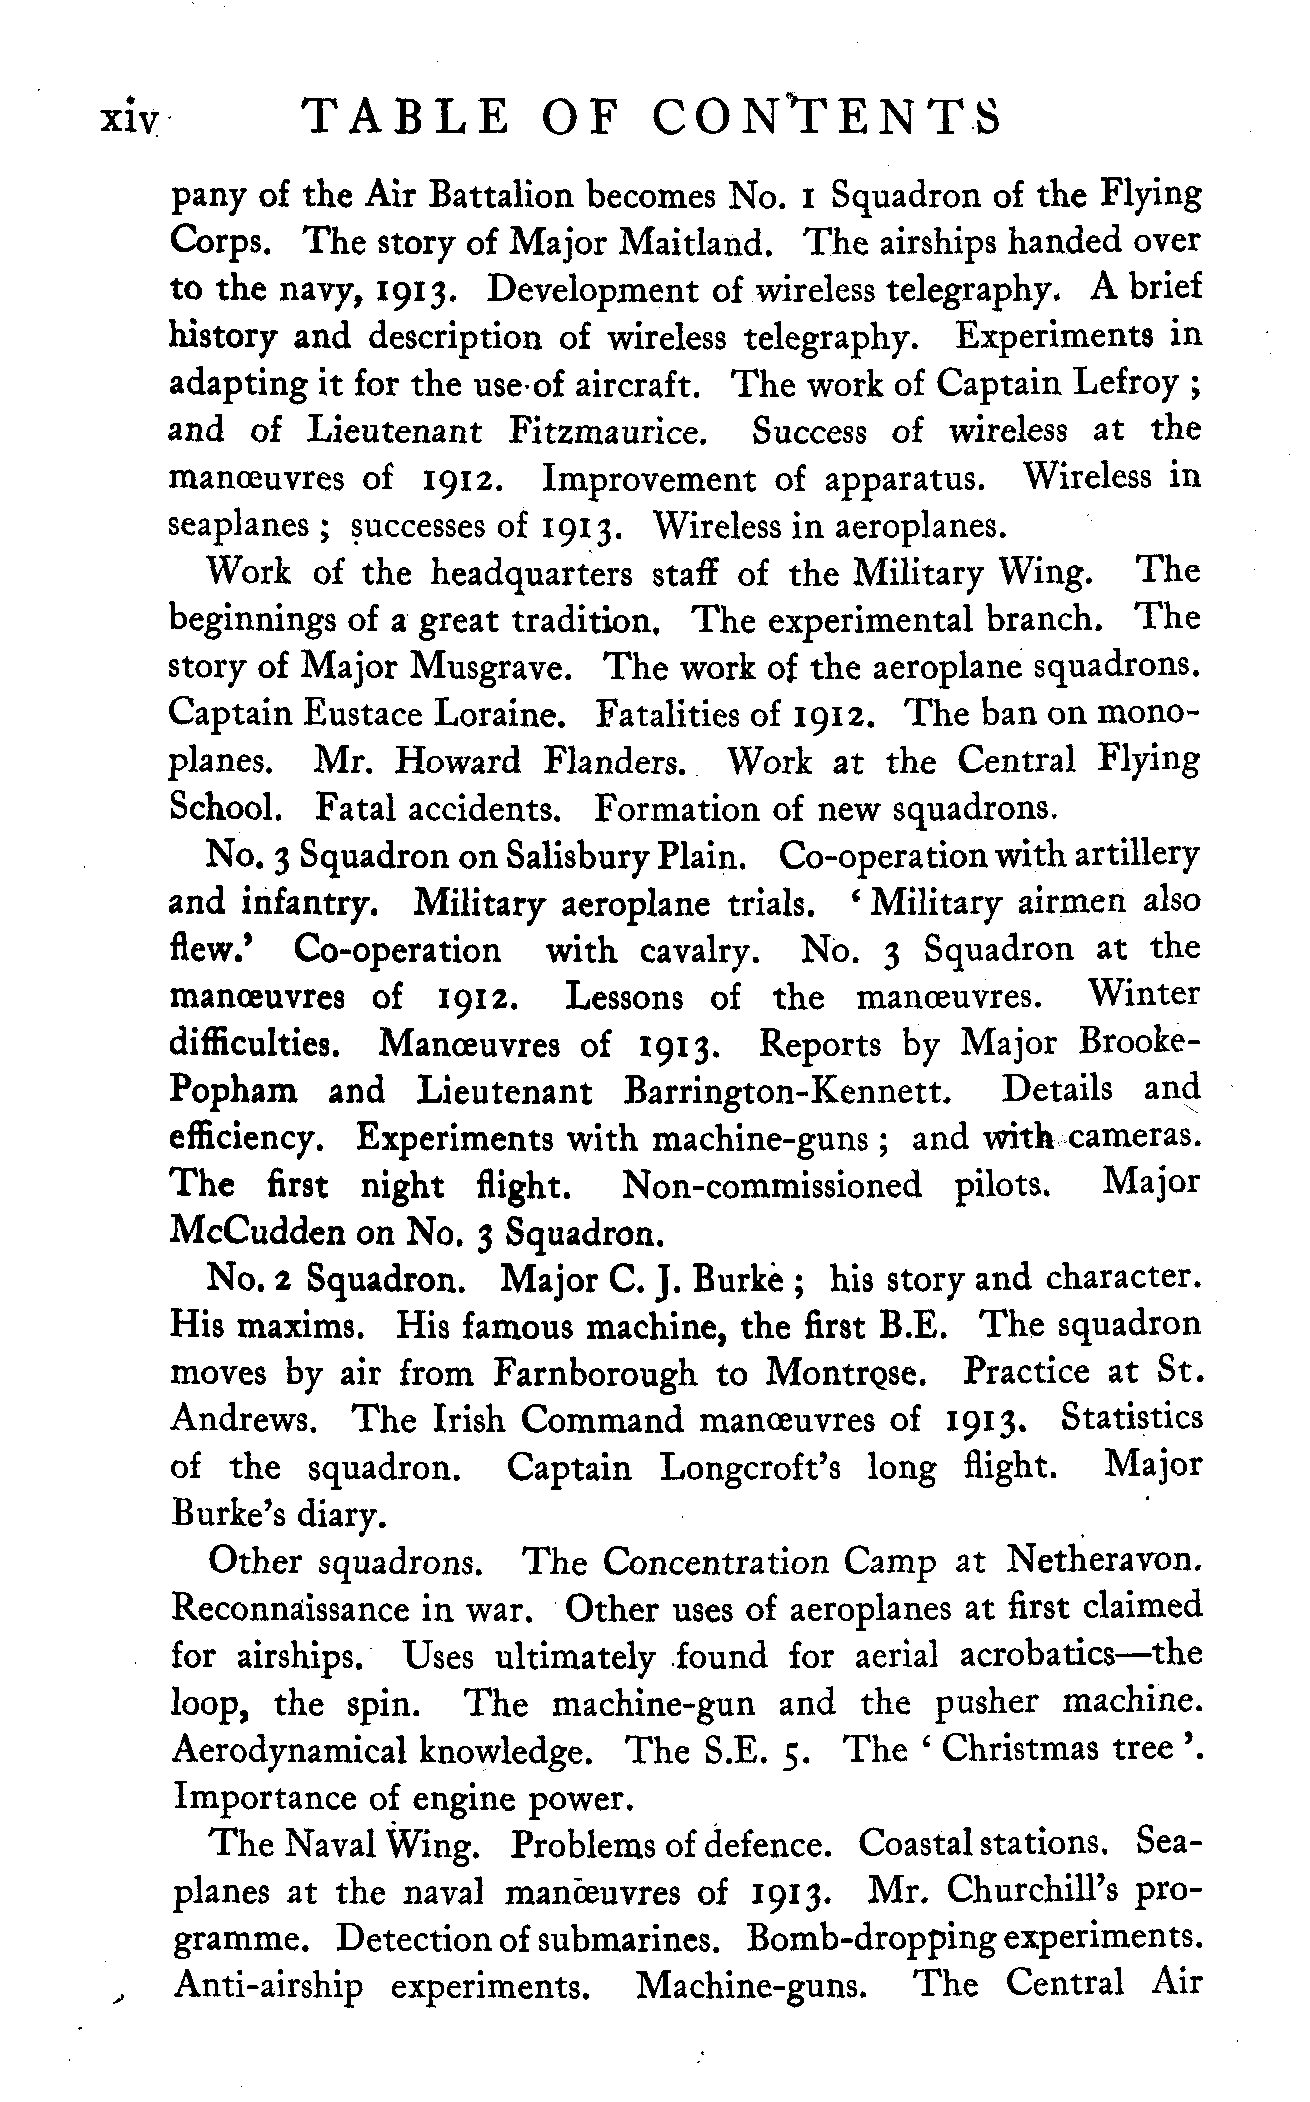 xiv TABLE OF CONTENTS
pany of the Air Battalion becomes No. 1 Squadron of the Flying
Corps. The story of Major Maitland. The airships handed over
to the navy, 1913. Development of wireless telegraphy. A brief
history and description of wireless telegraphy. Experiments in
adapting it for the use of aircraft. The work of Captain Lefroy ;
and of Lieutenant Fitzmaurice. Success of wireless at the
manœuvres of 1912. Improvement of apparatus. Wireless in
seaplanes ; successes of 1913. Wireless in aeroplanes.
Work of the headquarters staff of the Military Wing. The
beginnings of a great tradition. The experimental branch. The
story of Major Musgrave. The work of the aeroplane squadrons.
Captain Eustace Loraine. Fatalities of 1912. The ban on mono-
planes. Mr. Howard Flanders. Work at the Central Flying
School. Fatal accidents. Formation of new squadrons.
No. 3 Squadron on Salisbury Plain. Co-operation with artillery
and infantry. Military aeroplane trials. ‘ Military airmen also
flew.’ Co-operation with cavalry. No. 3 Squadron at the
manœuvres of 1912. Lessons of the manœuvres. Winter
difficulties. Manœuvres of 1913. Reports by Major Brooke-
Popham and Lieutenant Barrington-Kennett. Details and
efficiency. Experiments with machine-guns ; and with cameras.
The first night flight. Non-commissioned pilots. Major
McCudden on No. 3 Squadron.
No. 2 Squadron. Major C. J. Burke ; his story and character.
His maxims. His famous machine, the first B.E. The squadron
moves by air from Farnborough to Montrose. Practice at St.
Andrews. The Irish Command manœuvres of 1913. Statistics
of the squadron. Captain Longcroft’s long flight. Major
Burke’s diary.
Other squadrons. The Concentration Camp at Netheravon.
Reconnaissance in war. Other uses of aeroplanes at first claimed
for airships. Uses ultimately found for aerial acrobatics—the
loop, the spin. The machine-gun and the pusher machine.
Aerodynamical knowledge. The S.E. 5. The ‘ Christmas tree ’.
Importance of engine power.
The Naval Wing. Problems of defence. Coastal stations. Sea-
planes at the naval manœuvres of 1913. Mr. Churchill’s pro-
gramme. Detection of submarines. Bomb-dropping experiments.
Anti-airship experiments. Machine-guns. The Central Air